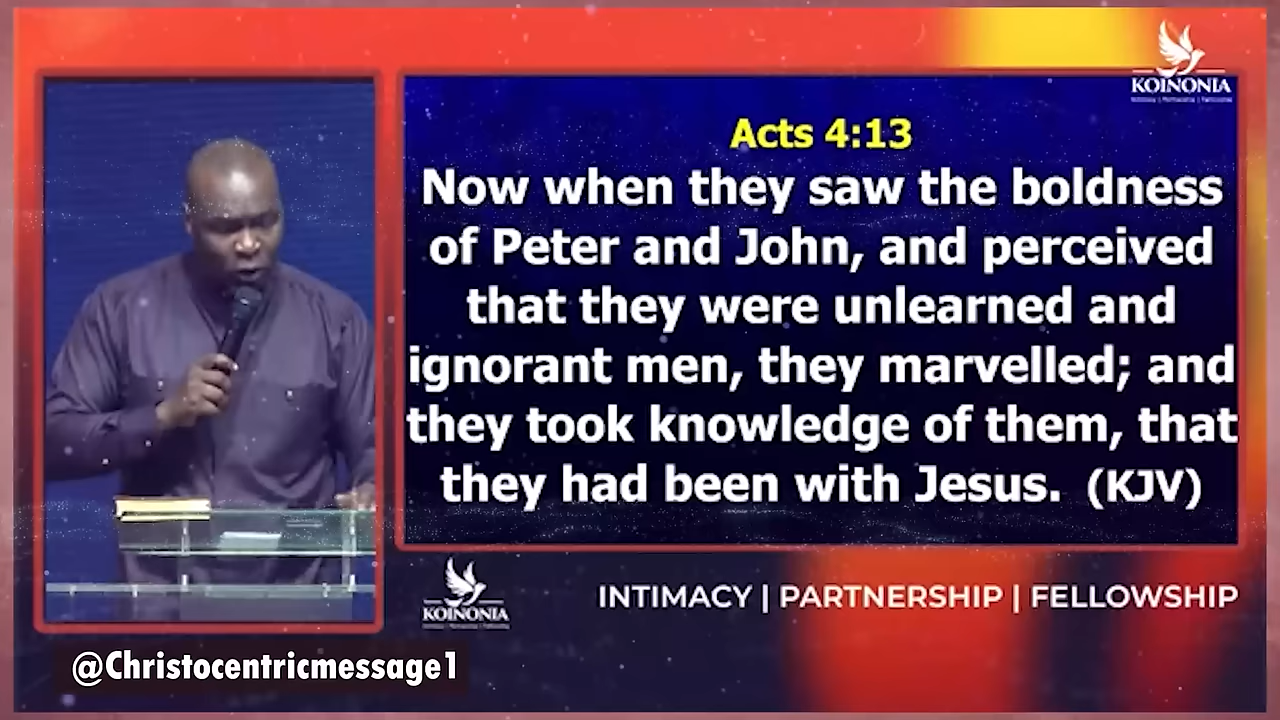 KOINONIA
Acts 4:13
Now when they saw the boldness
of Peter and John, and perceived
that they were unlearned and
ignorant men, they marvelled; and
they took knowledge of them, that
they had been with Jesus. (KJV)
KOINONIA
INTIMACY | PARTNERSHIP | FELLOWSHIP
@Christocentricmessage1